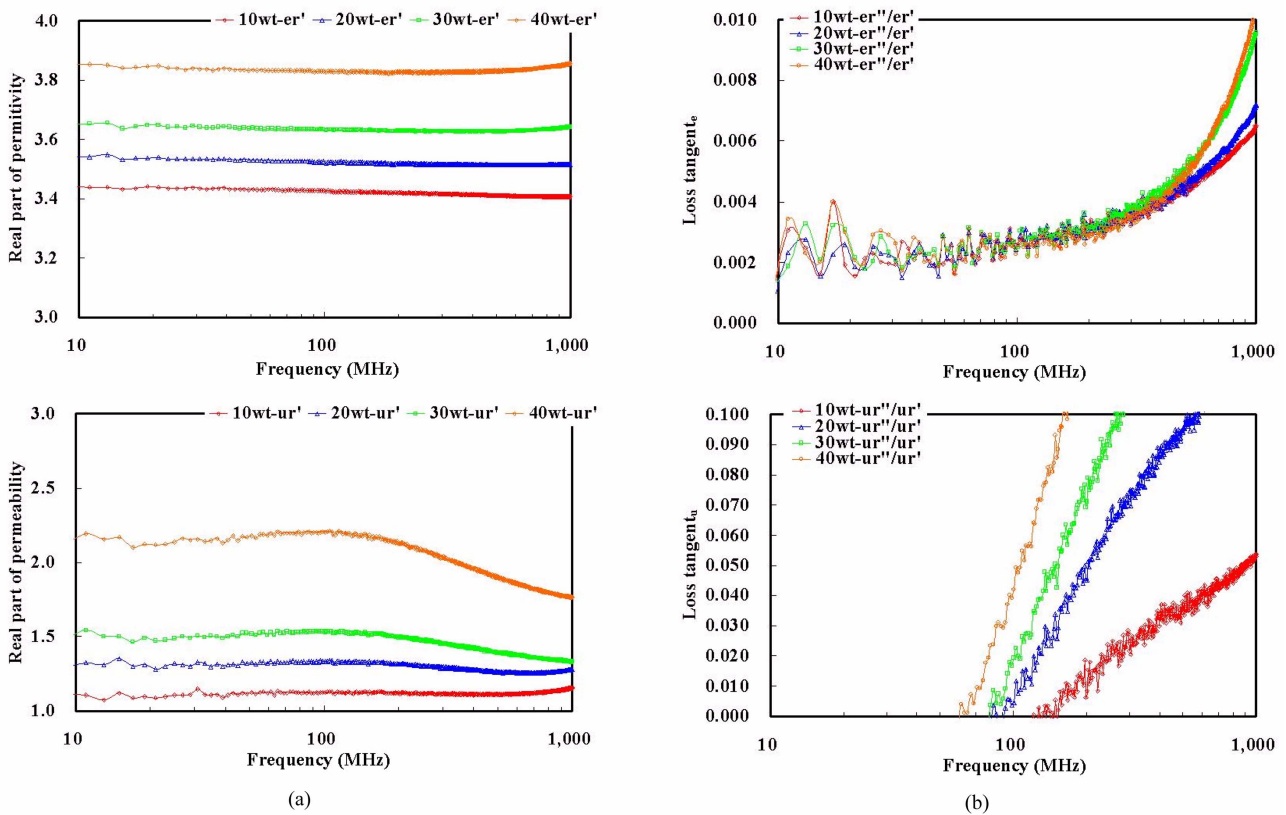 10wt-er' 20wt-er' 30wt-er' 40wt-er'
4.0
3.8
3.6
3.4
3.2
3.0
Real part of permitivity
10 100 1,000
Frequency (MHz)
10wt-er''/er'
20wt-er''/er'
30wt-er''/er'
40wt-er''/er'
0.010
0.008
0.006
0.004
0.002
0.000
Loss tangente
10 100 1,000
Frequency (MHz)
10wt-ur' 20wt-ur' 30wt-ur' 40wt-ur'
3.0
2.5
2.0
1.5
1.0
Real part of permeability
10 100 1,000
Frequency (MHz)
(a)
10wt-ur''/ur'
20wt-ur''/ur'
30wt-ur''/ur'
40wt-ur''/ur'
0.100
0.090
0.080
0.070
0.060
0.050
0.040
0.030
0.020
0.010
0.000
Loss tangentu
10 100 1,000
Frequency (MHz)
(b)